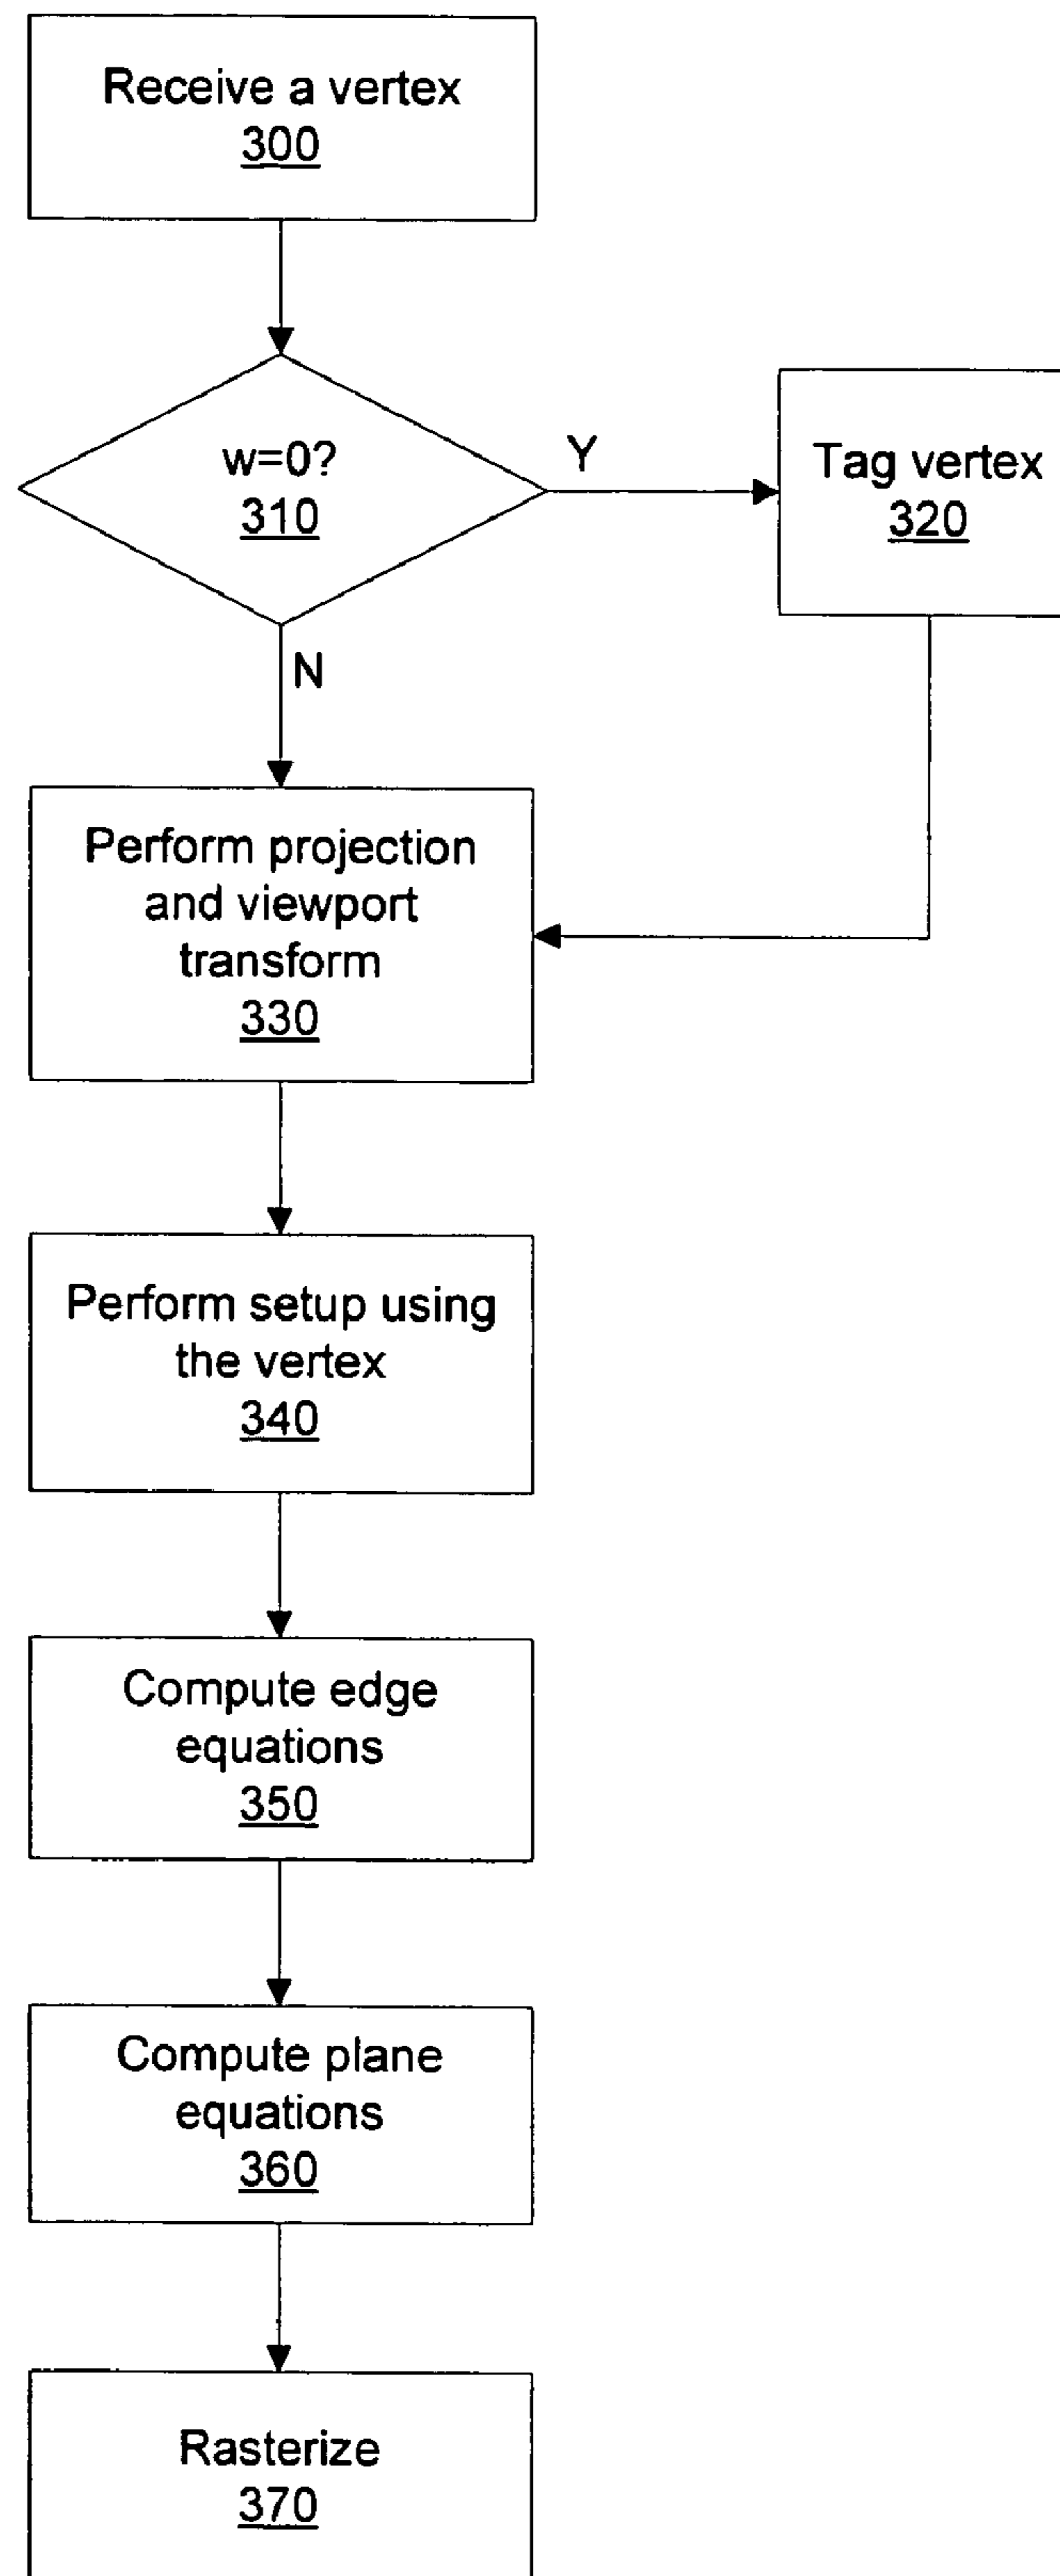 Receive a vertex
300
w=0?
310
Y
Tag vertex
320
N
Perform projection
and viewport
transform
330
Perform setup using
the vertex
340
Compute edge
equations
350
Compute plane
equations
360
Rasterize
370